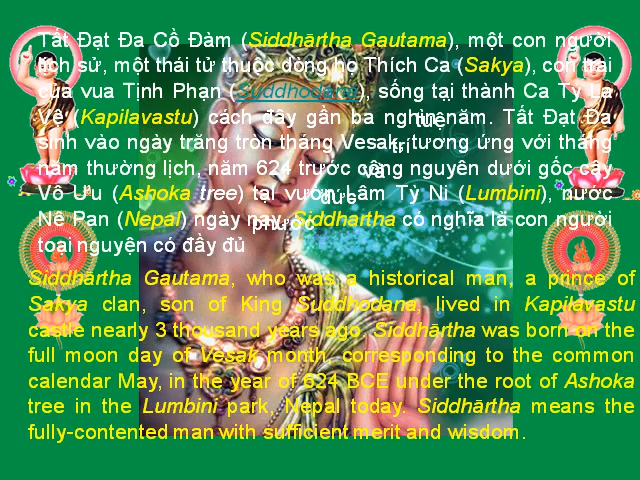 Tất Đạt Đa Cồ Đàm (Siddhārtha Gautama), một con người
lịch sử, một thái tử thuộc dòng họ Thích Ca (Sakya), con trai
của vua Tịnh Phạn (Suddhodana), sống tại thành Ca Tỳ La
Vệ (Kapilavastu) cách đây gần ba nghìn năm. Tất Đạt Đa
sinh vào ngày trăng tròn tháng Vesak, tương ứng với tháng
năm thường lịch, năm 624 trước công nguyên dưới gốc cây
Vô Ưu (Ashoka tree) tại vườn Lâm Tỳ Ni (Lumbini), nước
Nê Pan (Nepal) ngày nay. Siddhartha có nghĩa là con người
toại nguyện có đầy đủ
phước
đức
và
trí
tuệ
Siddhārtha Gautama, who was a historical man, a prince of
Sakya clan, son of King Suddhodana, lived in Kapilavastu
castle nearly 3 thousand years ago. Siddhārtha was born on the
full moon day of Vesak month, corresponding to the common
calendar May, in the year of 624 BCE under the root of Ashoka
tree in the Lumbini park, Nepal today. Siddhārtha means the
fully-contented man with sufficient merit and wisdom.